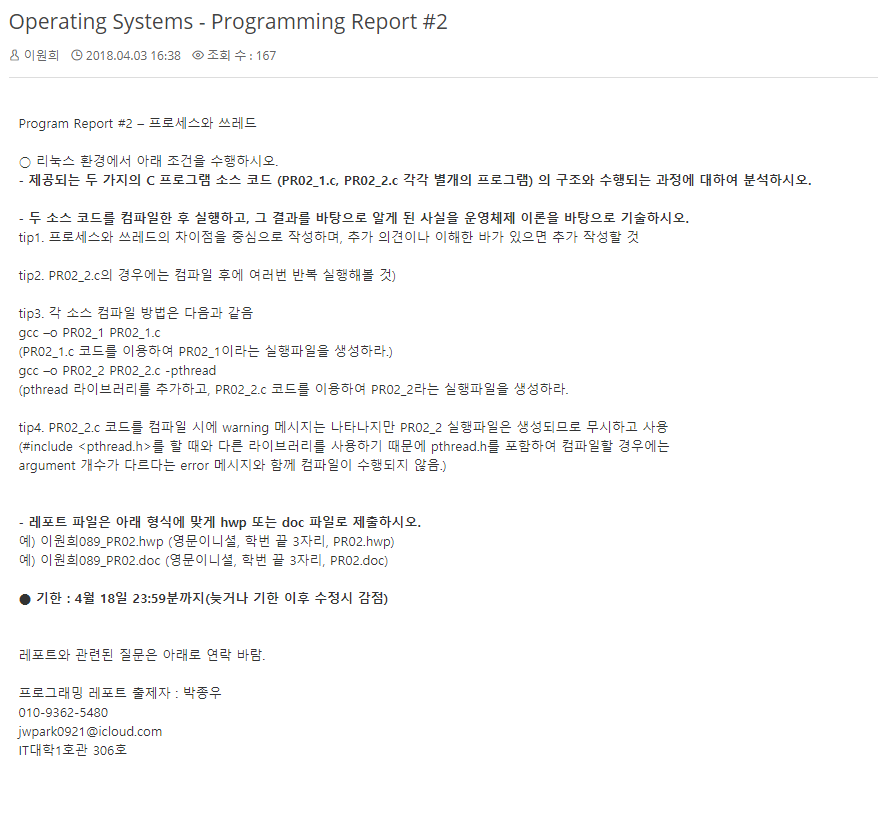 Operating Systems - Programming Report #2
이원희 2018.04.03 16:38 조회 수 : 167
Program Report #2 – 프로세스와 쓰레드
○ 리눅스 환경에서 아래 조건을 수행하시오.
- 제공되는 두 가지의 C 프로그램 소스 코드 (PR02_1.c, PR02_2.c 각각 별개의 프로그램) 의 구조와 수행되는 과정에 대하여 분석하시오.
- 두 소스 코드를 컴파일한 후 실행하고, 그 결과를 바탕으로 알게 된 사실을 운영체제 이론을 바탕으로 기술하시오.
tip1. 프로세스와 쓰레드의 차이점을 중심으로 작성하며, 추가 의견이나 이해한 바가 있으면 추가 작성할 것
tip2. PR02_2.c의 경우에는 컴파일 후에 여러번 반복 실행해볼 것)
tip3. 각 소스 컴파일 방법은 다음과 같음
gcc –o PR02_1 PR02_1.c
(PR02_1.c 코드를 이용하여 PR02_1이라는 실행파일을 생성하라.)
gcc –o PR02_2 PR02_2.c -pthread
(pthread 라이브러리를 추가하고, PR02_2.c 코드를 이용하여 PR02_2라는 실행파일을 생성하라.
tip4. PR02_2.c 코드를 컴파일 시에 warning 메시지는 나타나지만 PR02_2 실행파일은 생성되므로 무시하고 사용
(#include <pthread.h>를 할 때와 다른 라이브러리를 사용하기 때문에 pthread.h를 포함하여 컴파일할 경우에는
argument 개수가 다르다는 error 메시지와 함께 컴파일이 수행되지 않음.)
- 레포트 파일은 아래 형식에 맞게 hwp 또는 doc 파일로 제출하시오.
예) 이원희089_PR02.hwp (영문이니셜, 학번 끝 3자리, PR02.hwp)
예) 이원희089_PR02.doc (영문이니셜, 학번 끝 3자리, PR02.doc)
● 기한 : 4월 18일 23:59분까지(늦거나 기한 이후 수정시 감점)
레포트와 관련된 질문은 아래로 연락 바람.
프로그래밍 레포트 출제자 : 박종우
010-9362-5480
jwpark0921@icloud.com
IT대학1호관 306호